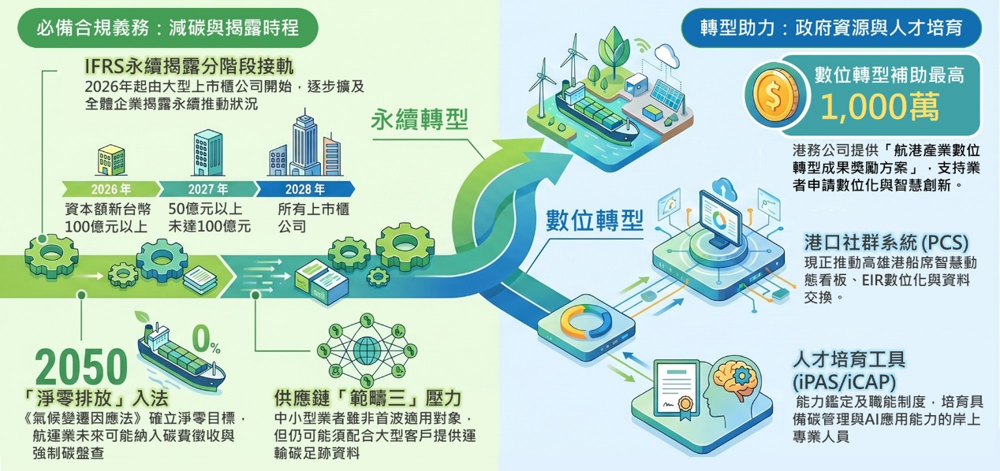 必備合規義務：減碳與揭露時程
IFRS永續揭露分階段接軌
2026年起由大型上市櫃公司開始，逐步擴及
全體企業揭露永續推動狀況
2026 年
2027 年
2028 年
資本額新台幣
100億元以上
50億元以上
未達100億元
所有上市櫃
公司
2050
0%
「淨零排放」入法
《氣候變遷因應法》確立淨零目標，
航運業未來可能納入碳費徵收與
強制碳盤查
供應鏈「範疇三」壓力
中小型業者雖非首波適用對象，
但仍可能須配合大型客戶提供運
輸碳足跡資料
永續轉型
數位轉型
轉型助力：政府資源與人才培育
$
數位轉型補助最高
1,000萬
港務公司提供「航港產業數位
轉型成果獎勵方案」，支持業
者申請數位化與智慧創新。
港口社群系統 (PCS)
現正推動高雄港船席智慧動
態看板、EIR數位化與資料
交換。
人才培育工具
(iPAS/iCAP)
能力鑑定及職能制度，培育具
備碳管理與AI應用能力的岸上
專業人員